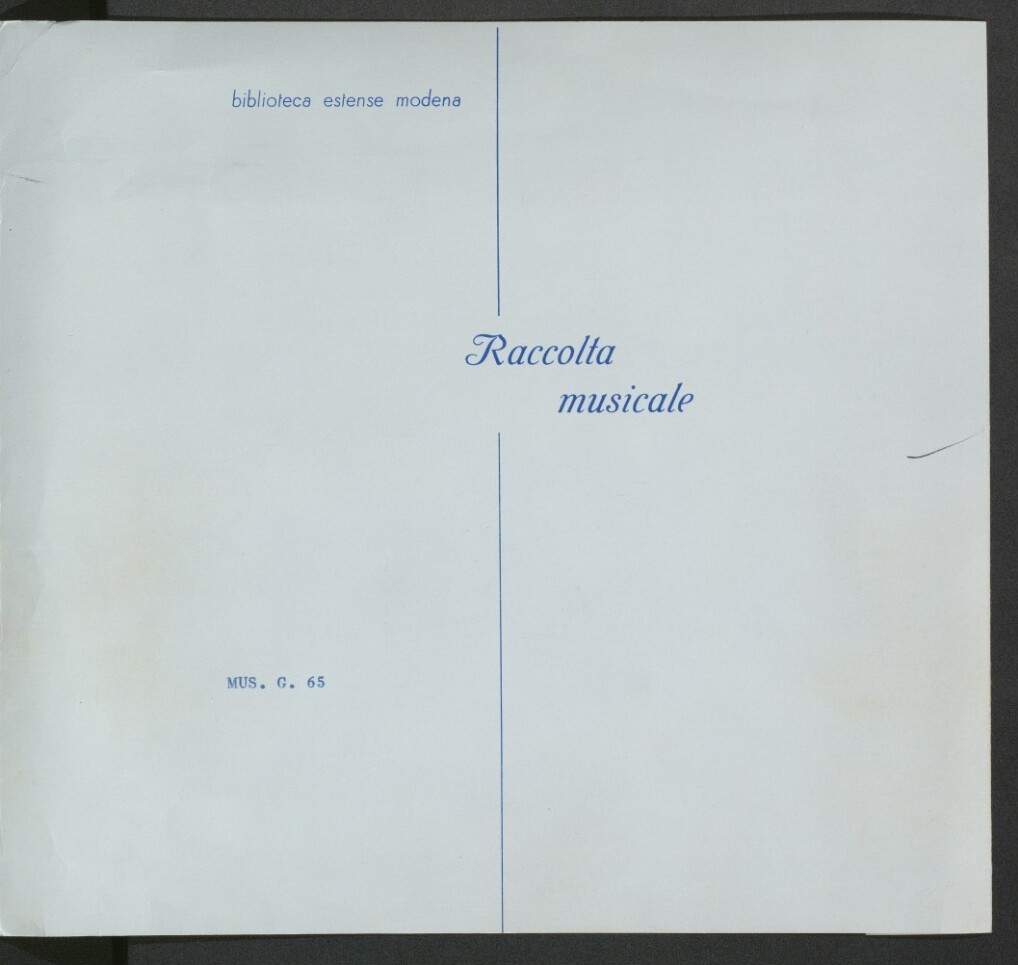 biblioteca estense modena
Raccolta
musicale
MUS. G. 65